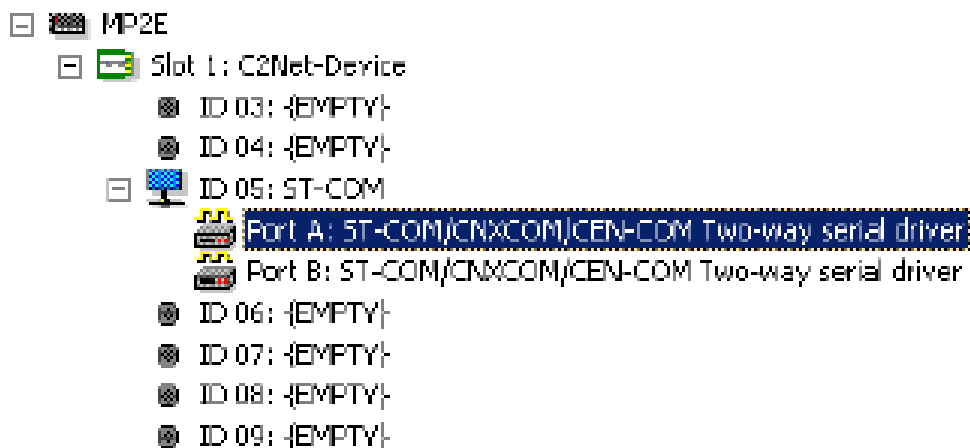 MP2E
Slot 1: C2Net-Device
ID 03: {EMPTY}
ID 04: {EMPTY}
ID 05: ST-COM
Port A: ST-COM/CNXCOM/CEN-COM Two-way serial driver
Port B: ST-COM/CNXCOM/CEN-COM Two-way serial driver
ID 06: {EMPTY}
ID 07: {EMPTY}
ID 08: {EMPTY}
ID 09: {EMPTY}